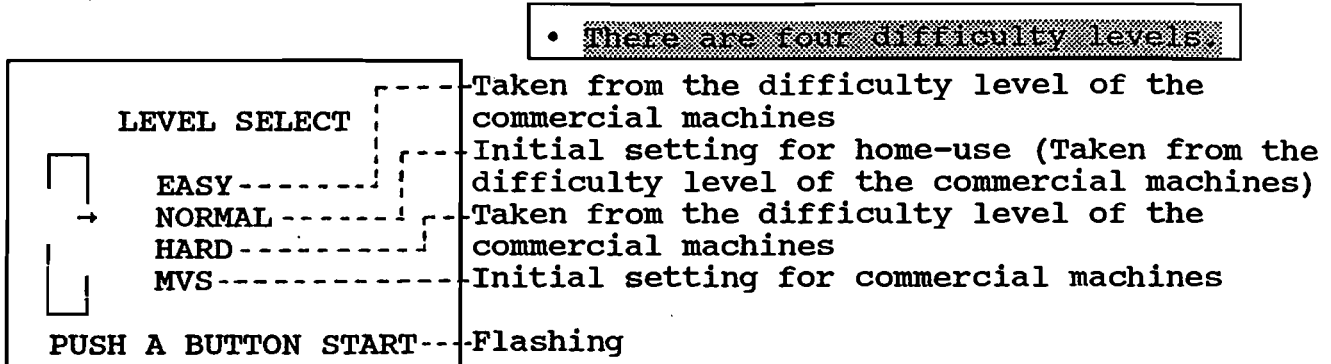 • There are four difficulty levels.
LEVEL SELECT
EASY
NORMAL
→
HARD
MVS
PUSH A BUTTON START
Taken from the difficulty level of the
commercial machines
Initial setting for home-use (Taken from the
difficulty level of the commercial machines)
Taken from the difficulty level of the
commercial machines
Initial setting for commercial machines
Flashing